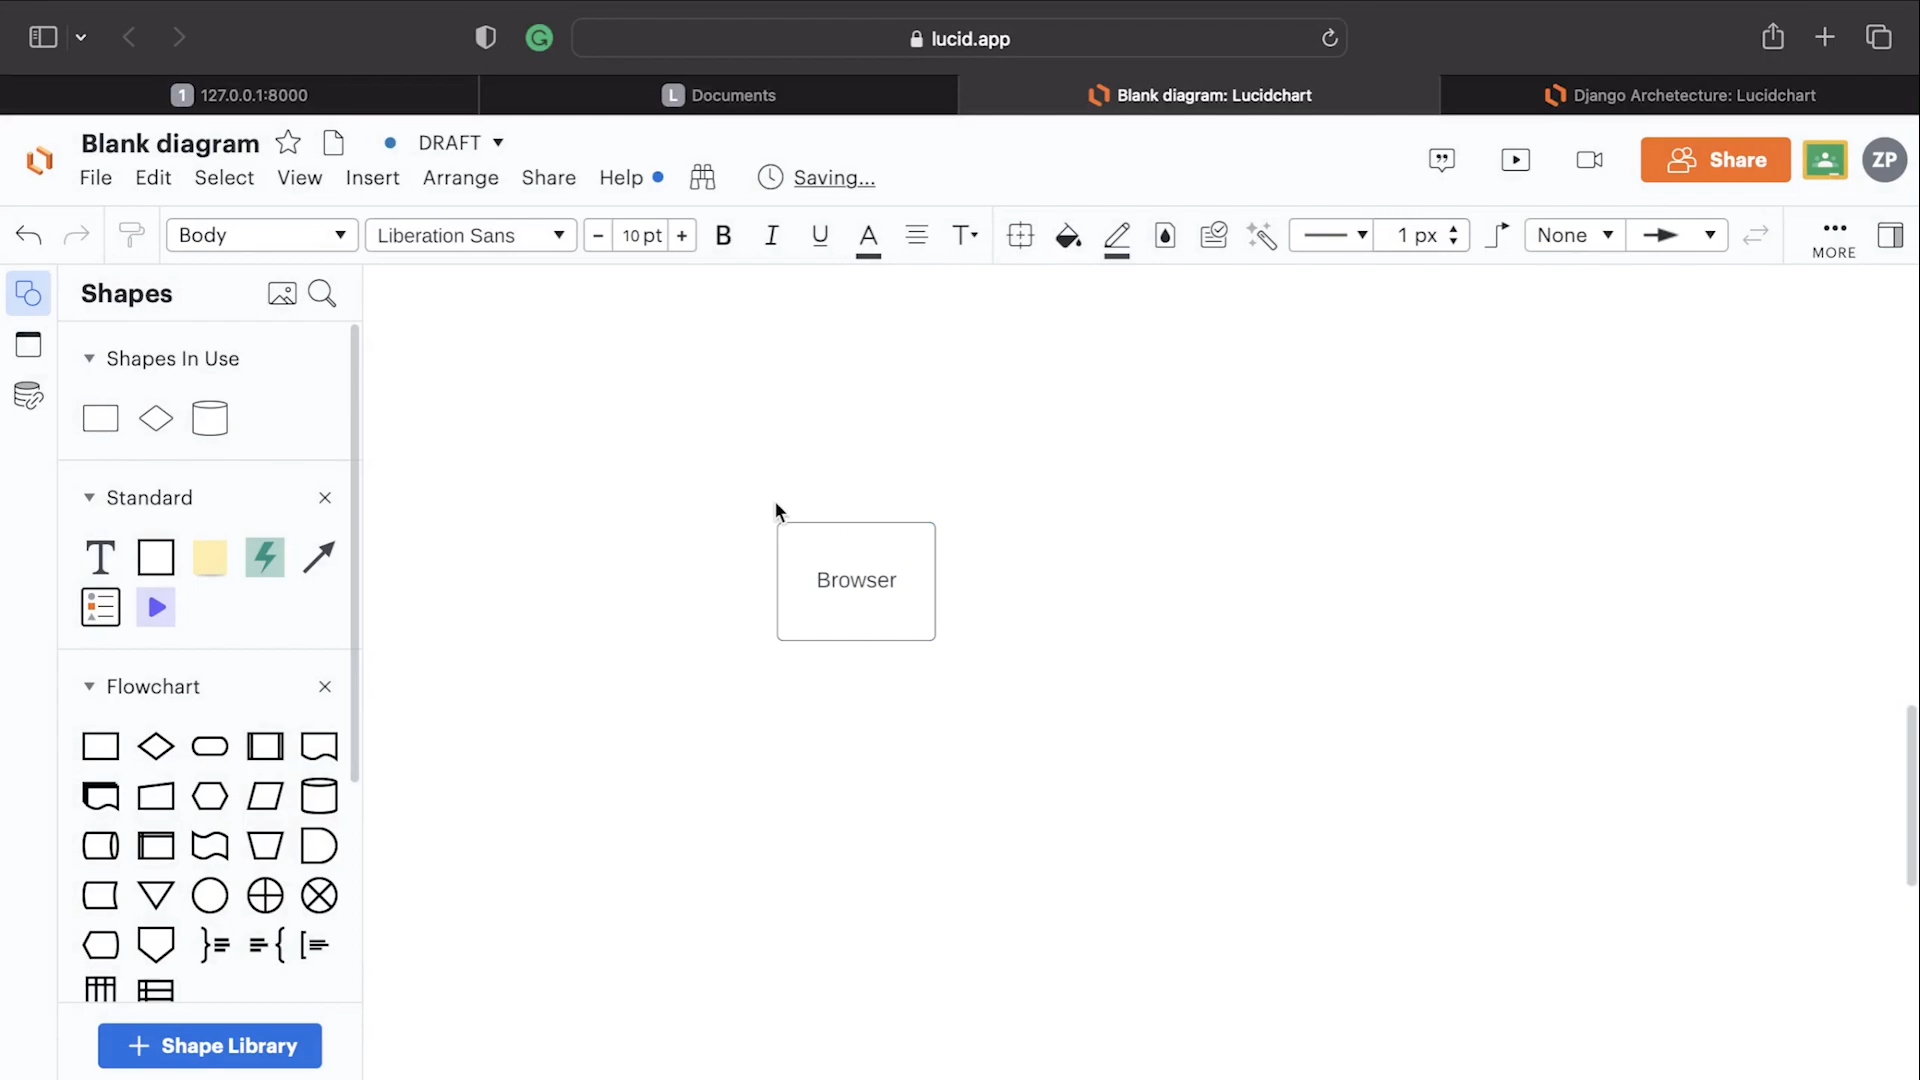 lucid.app
1 127.0.0.1:8000
L Documents
Blank diagram: Lucidchart
Django Archetecture: Lucidchart
Blank diagram
DRAFT
File Edit Select View Insert Arrange Share Help
Saving...
Share
ZP
Body
Liberation Sans
- 10 pt +
B I U A T
1 px
None
MORE
Shapes
Shapes In Use
Standard
T
Flowchart
+ Shape Library
Browser